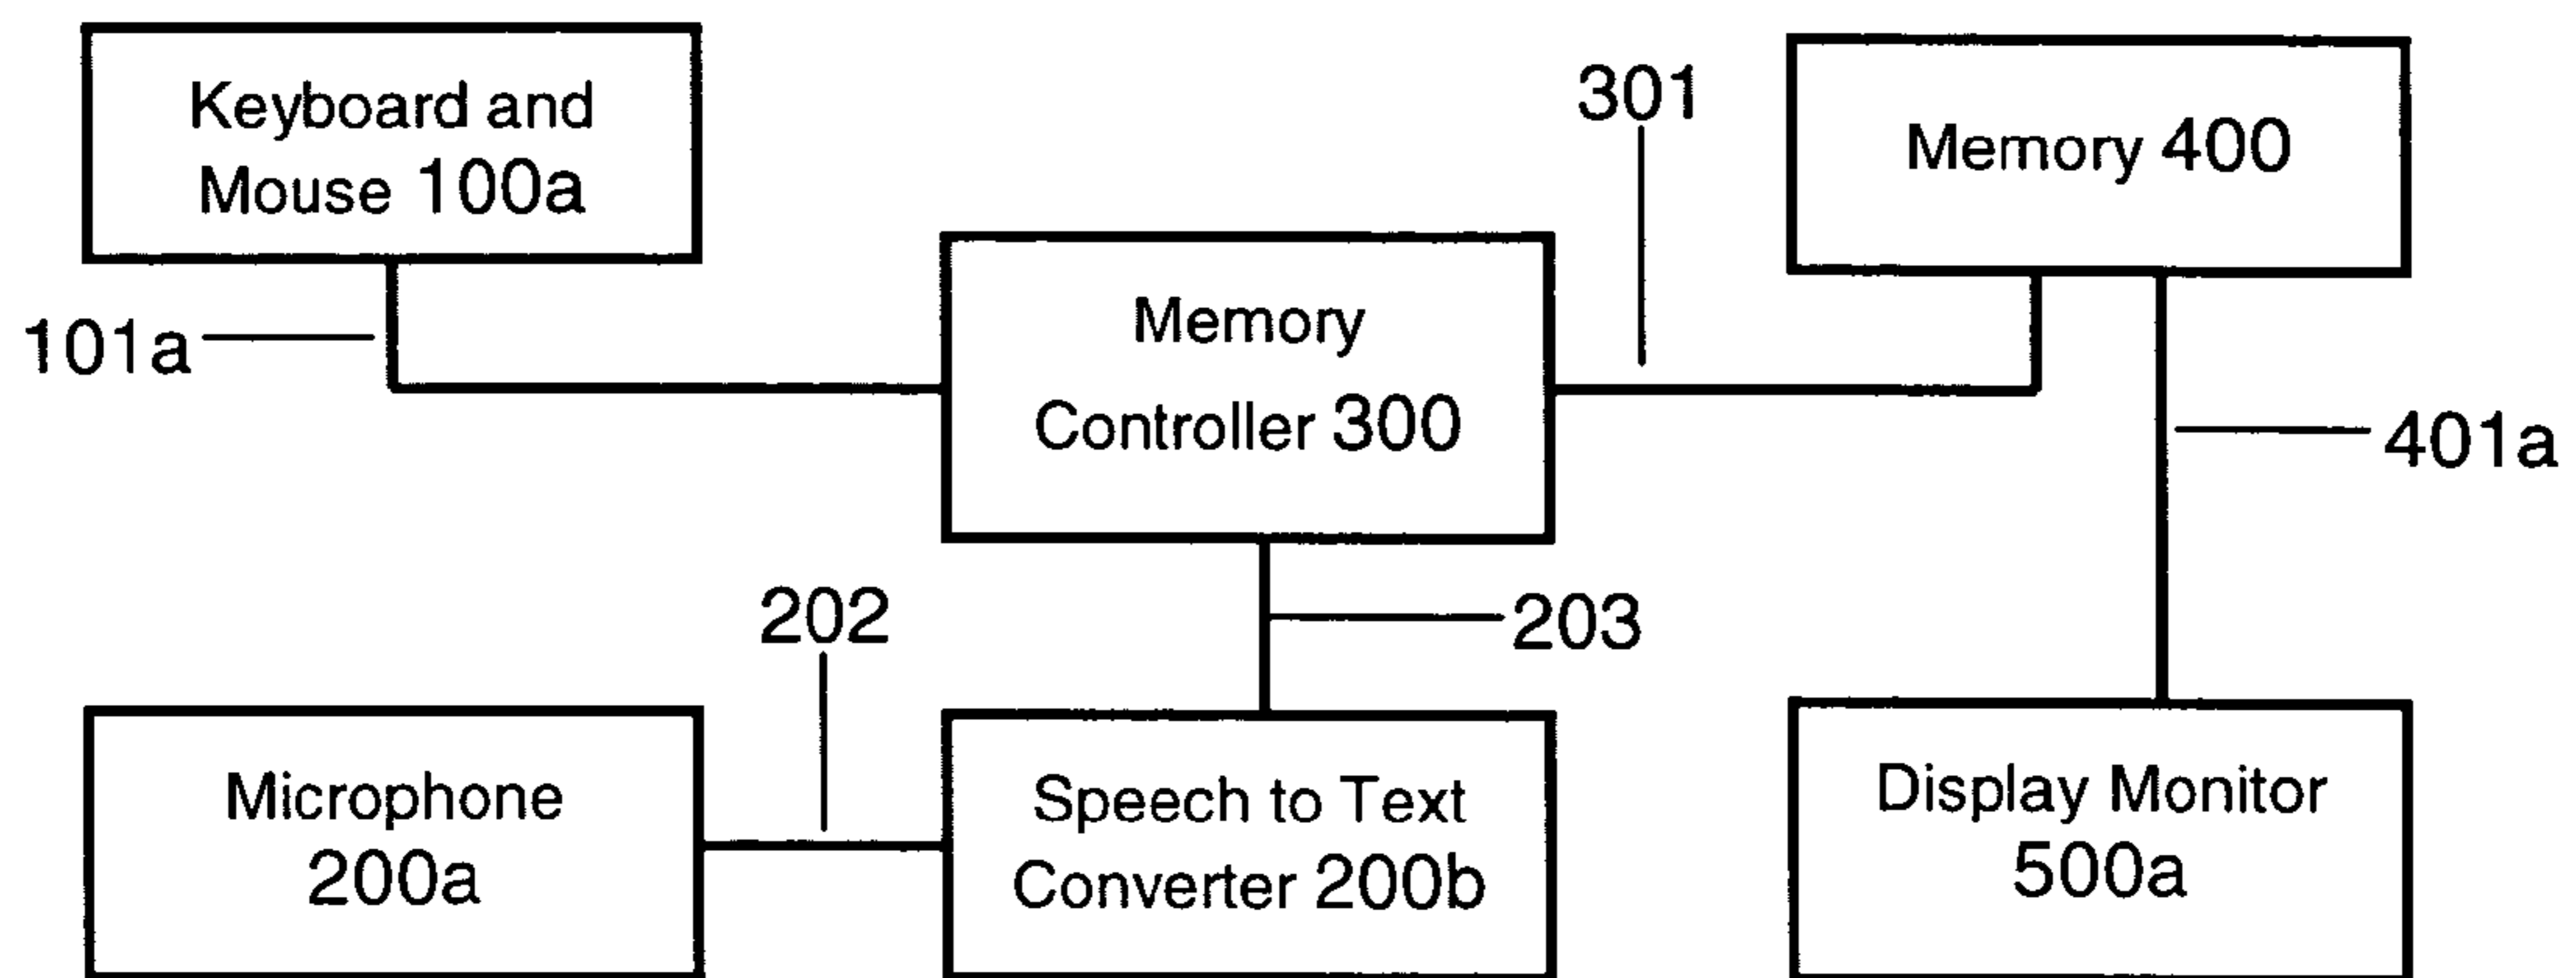 Keyboard and
Mouse 100a
301
Memory 400
101a
Memory
Controller 300
401a
202
203
Microphone
200a
Speech to Text
Converter 200b
Display Monitor
500a